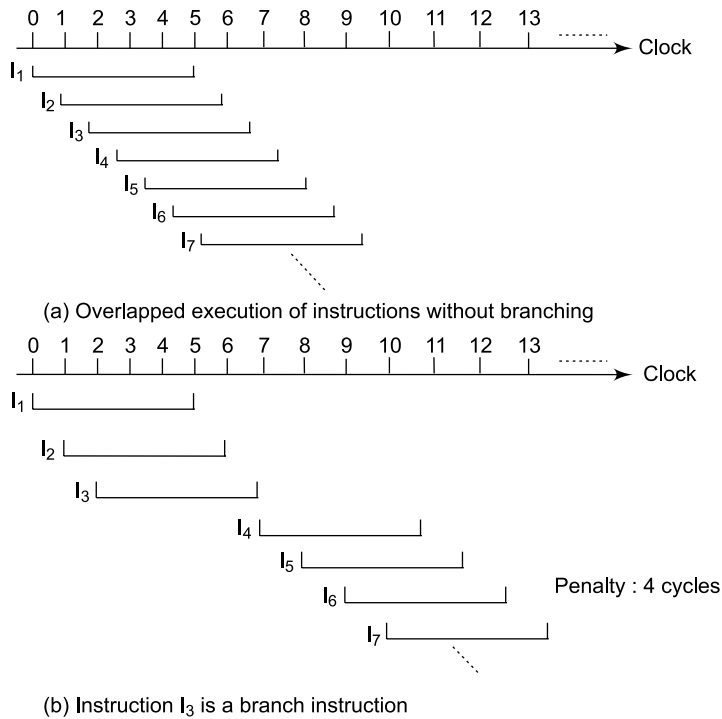 0 1 2 3 4 5 6 7 8 9 10 11 12 13
Clock
I₁
I₂
I₃
I₄
I₅
I₆
I₇
(a) Overlapped execution of instructions without branching
0 1 2 3 4 5 6 7 8 9 10 11 12 13
Clock
I₁
I₂
I₃
I₄
I₅
I₆
Penalty : 4 cycles
I₇
(b) Instruction I₃ is a branch instruction